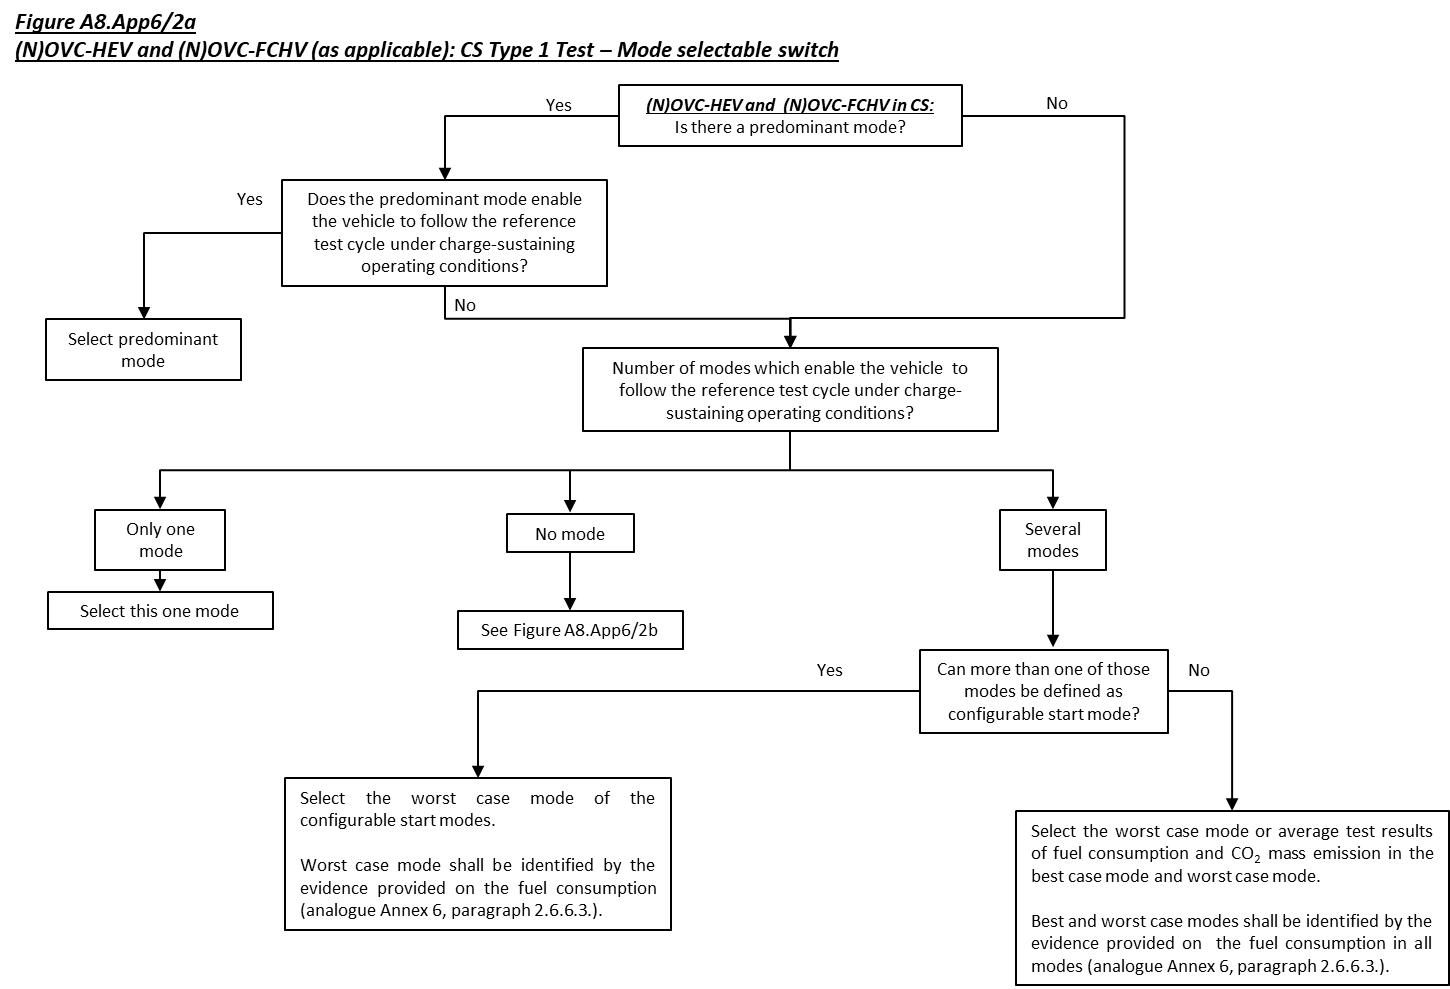 Figure A8.App6/2a
(N)OVC-HEV and (N)OVC-FCHV (as applicable): CS Type 1 Test – Mode selectable switch
Yes
(N)OVC-HEV and (N)OVC-FCHV in CS:
Is there a predominant mode?
No
Yes
Does the predominant mode enable
the vehicle to follow the reference
test cycle under charge-sustaining
operating conditions?
No
Select predominant
mode
Number of modes which enable the vehicle to
follow the reference test cycle under charge-
sustaining operating conditions?
Only one
mode
No mode
Several
modes
Select this one mode
See Figure A8.App6/2b
Yes
Can more than one of those
modes be defined as
configurable start mode?
No
Select the worst case mode of the
configurable start modes.
Worst case mode shall be identified by the
evidence provided on the fuel consumption
(analogue Annex 6, paragraph 2.6.6.3.).
Select the worst case mode or average test results
of fuel consumption and CO₂ mass emission in the
best case mode and worst case mode.
Best and worst case modes shall be identified by the
evidence provided on the fuel consumption in all
modes (analogue Annex 6, paragraph 2.6.6.3.).